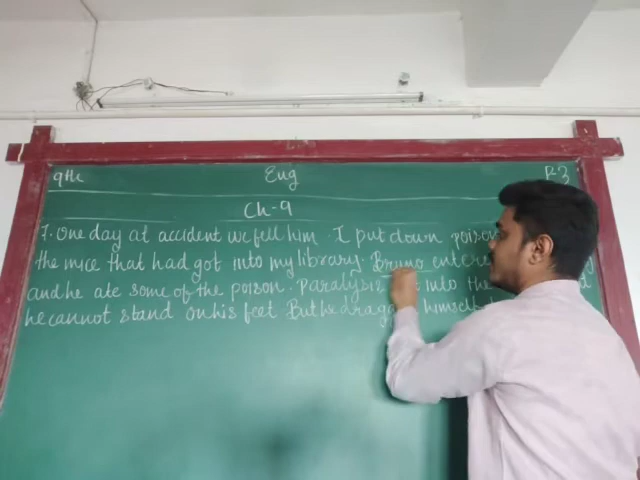 9th Eng P-3
Ch-9
7. One day at accident we fell him. I put down poison
the mice that had got into my library. Bruno entere
and he ate some of the poison. Paralysis into the
he cannot stand on his feet But he dragg himself